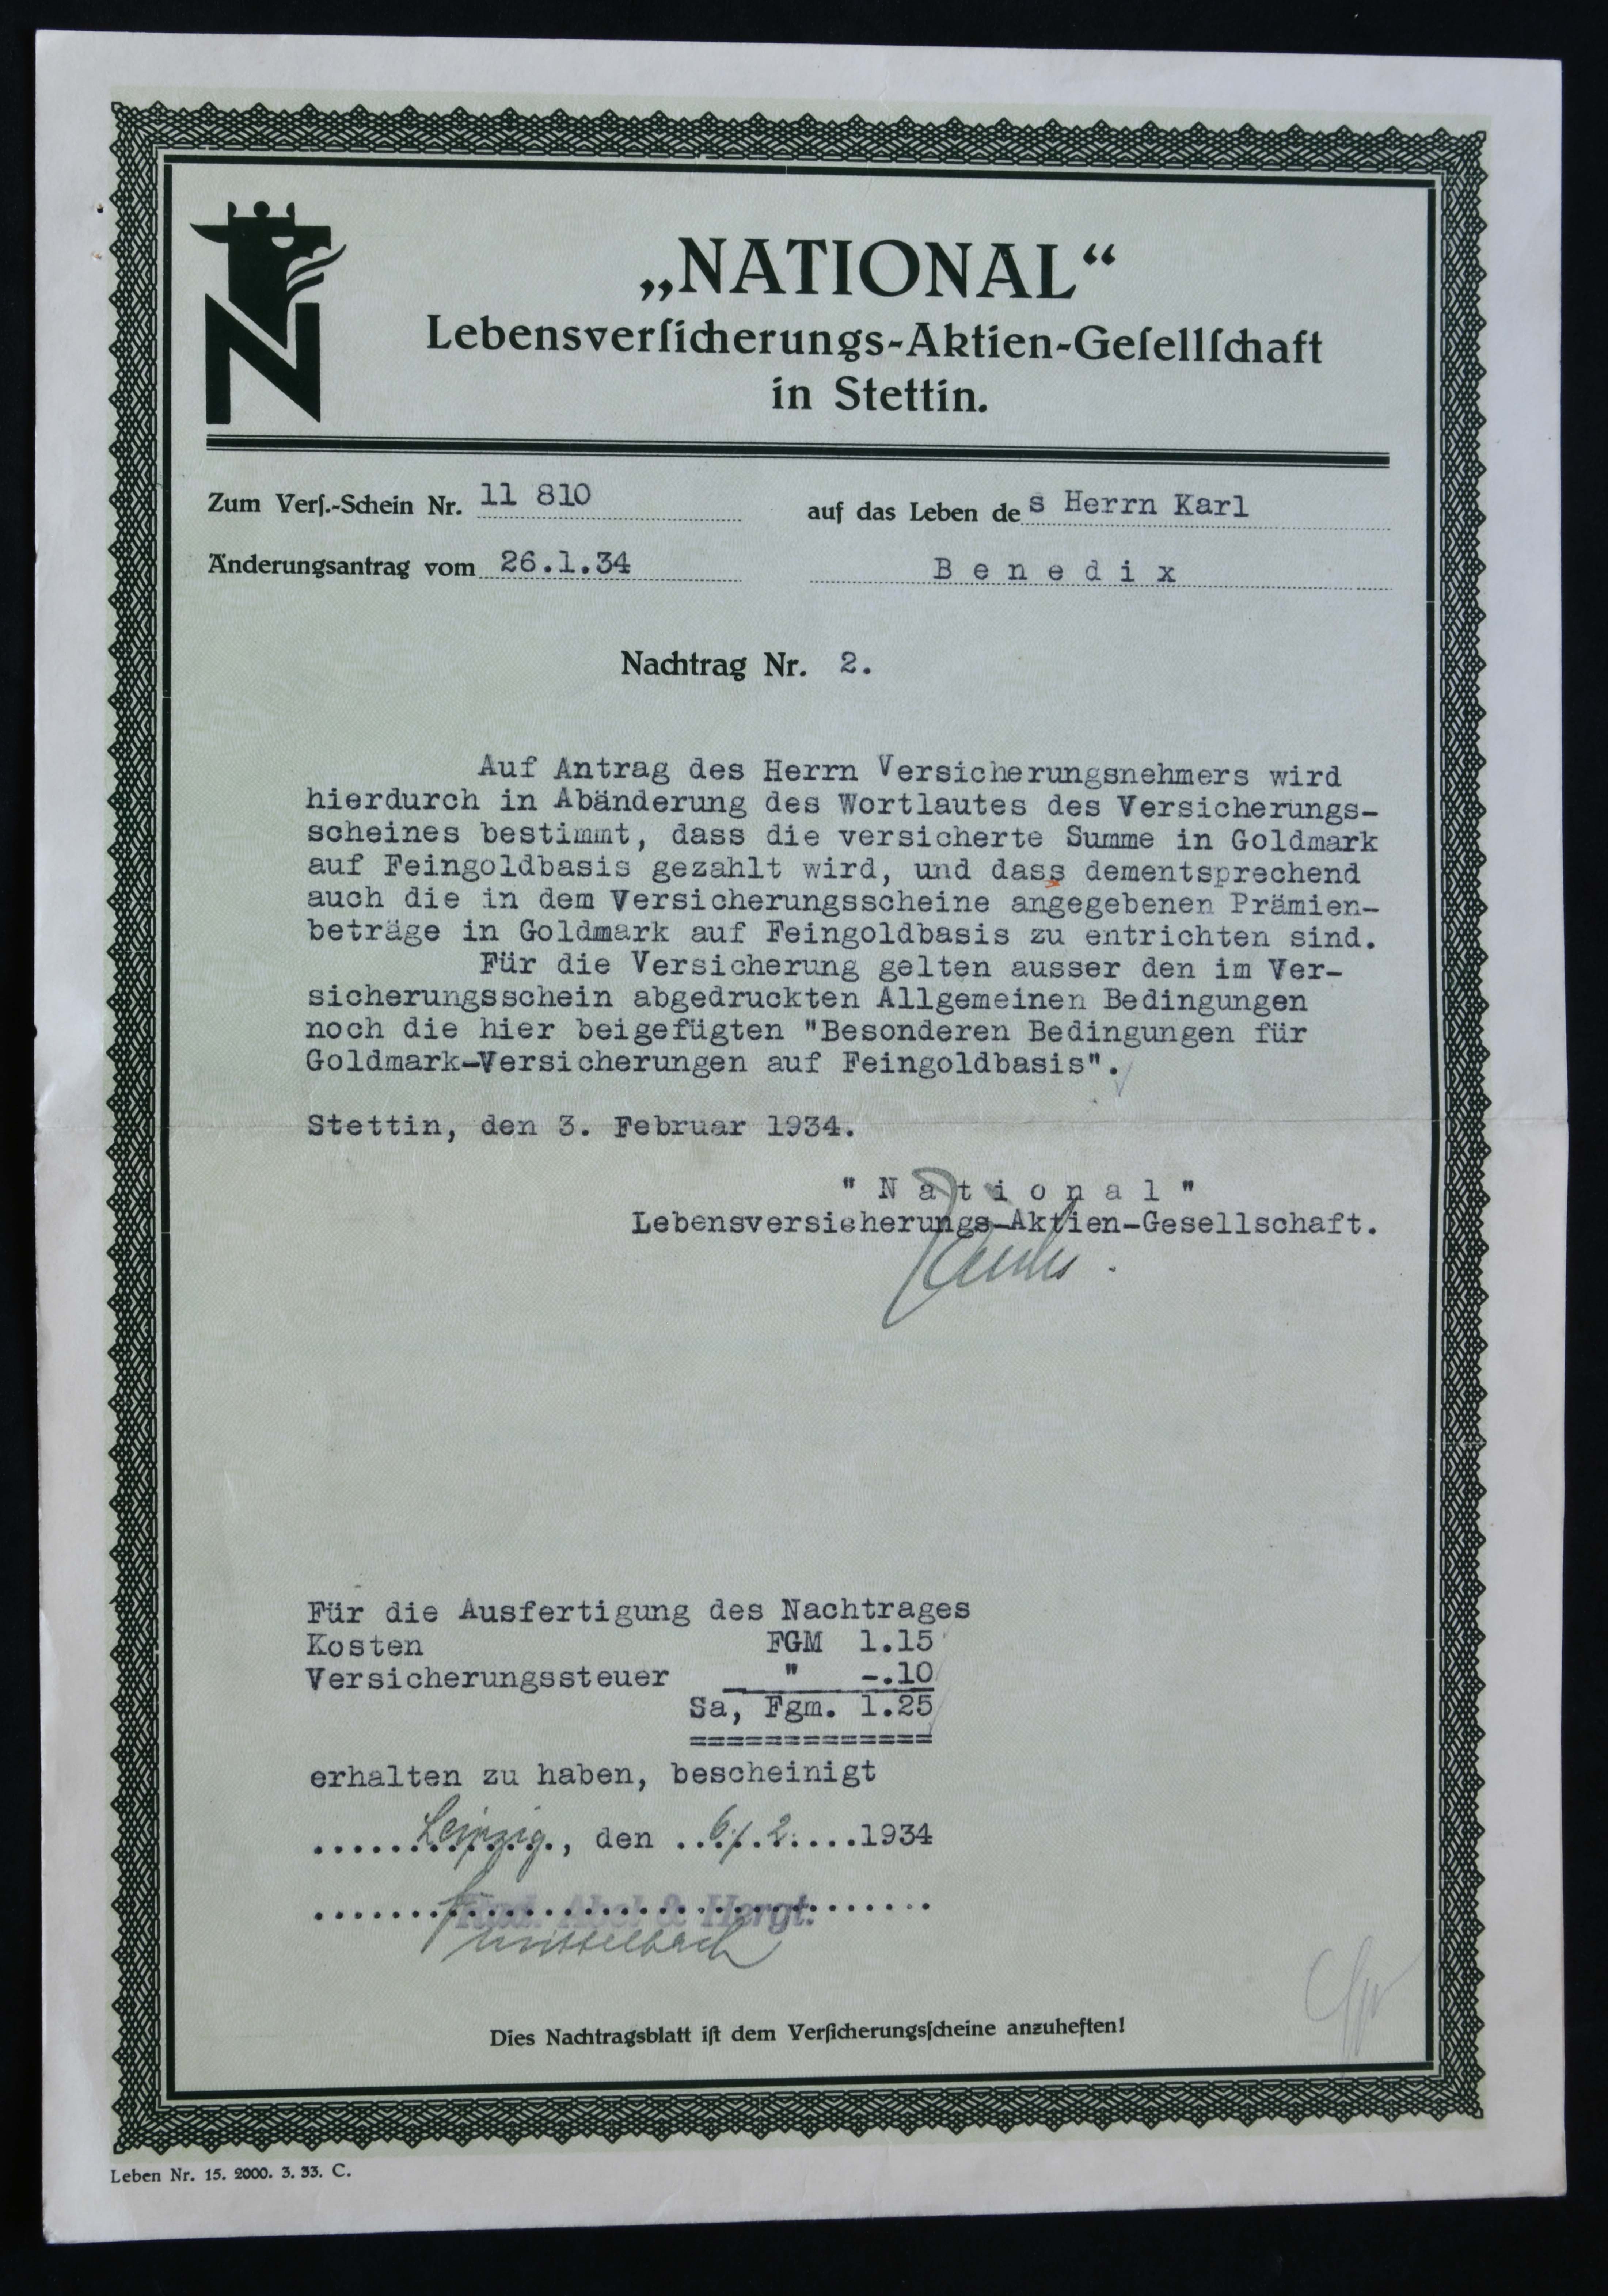 N
„NATIONAL“
Lebensverſicherungs-Aktien-Geſellſchaft
in Stettin.
Zum Verſ.-Schein Nr. 11 810 auf das Leben des Herrn Karl
Änderungsantrag vom 26.1.34 B e n e d i x
Nachtrag Nr. 2.
Auf Antrag des Herrn Versicherungsnehmers wird
hierdurch in Abänderung des Wortlautes des Versicherungs-
scheines bestimmt, dass die versicherte Summe in Goldmark
auf Feingoldbasis gezahlt wird, und dass dementsprechend
auch die in dem Versicherungsscheine angegebenen Prämien-
beträge in Goldmark auf Feingoldbasis zu entrichten sind.
Für die Versicherung gelten ausser den im Ver-
sicherungsschein abgedruckten Allgemeinen Bedingungen
noch die hier beigefügten "Besonderen Bedingungen für
Goldmark-Versicherungen auf Feingoldbasis".
Stettin, den 3. Februar 1934.
" N a t i o n a l "
Lebensversicherungs-Aktien-Gesellschaft.
Für die Ausfertigung des Nachtrages
Kosten FGM 1.15
Versicherungssteuer " -.10
Sa, Fgm. 1.25
=============
erhalten zu haben, bescheinigt
.....Leipzig., den ..6./.2....1934
Rud. Abel & Hergt.
Dies Nachtragsblatt iſt dem Verſicherungsſcheine anzuheften!
Leben Nr. 15. 2000. 3. 33. C.